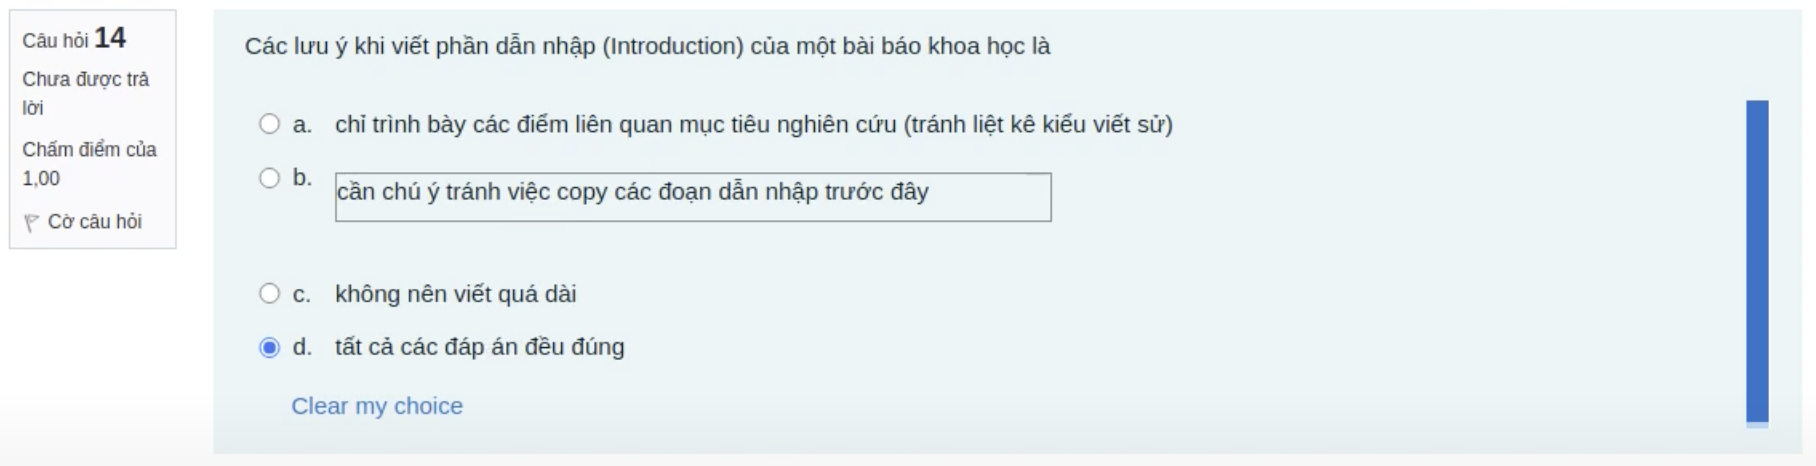 Câu hỏi 14
Chưa được trả
lời
Chấm điểm của
1,00
Cờ câu hỏi
Các lưu ý khi viết phần dẫn nhập (Introduction) của một bài báo khoa học là
a. chỉ trình bày các điểm liên quan mục tiêu nghiên cứu (tránh liệt kê kiểu viết sử)
b. cần chú ý tránh việc copy các đoạn dẫn nhập trước đây
c. không nên viết quá dài
d. tất cả các đáp án đều đúng
Clear my choice